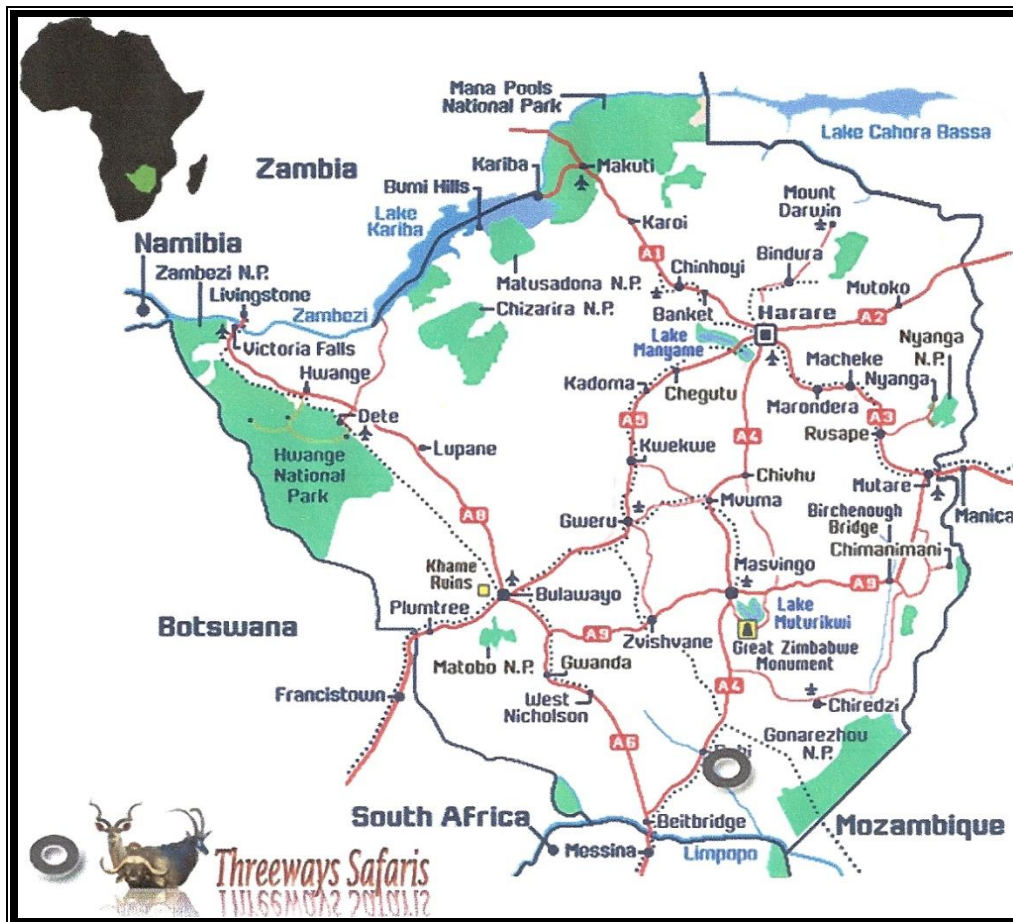 Mana Pools
National Park
Lake Cahora Bassa
Zambia
Kariba
Makuti
Bumi Hills
Mount
Darwin
Lake
Kariba
Karoi
Namibia
A1
Bindura
Zambezi N.P.
Matusadona N.P.
Chinhoyi
Mutoko
Livingstone
Chizarira N.P.
Banket
Harare
A2
Zambezi
Lake
Manyame
Nyanga
N.P.
Victoria Falls
Macheke
Hwange
Kadoma
Chegutu
Nyanga
Marondera
A3
Dete
A5
A4
Rusape
Lupane
Kwekwe
Hwange
National
Park
Chivhu
Mutare
Mvuma
Birchenough
Bridge
Manica
A8
Gweru
Chimanimani
Khame
Ruins
Masvingo
A9
Bulawayo
Plumtree
Lake
Muturikwi
Botswana
A9
Zvishvane
Great Zimbabwe
Monument
Matobo N.P.
Gwanda
Francistown
West
Nicholson
A4
Chiredzi
A6
Gonarezhou
N.P.
South Africa
Beitbridge
Mozambique
Messina
Limpopo
Threeways Safaris